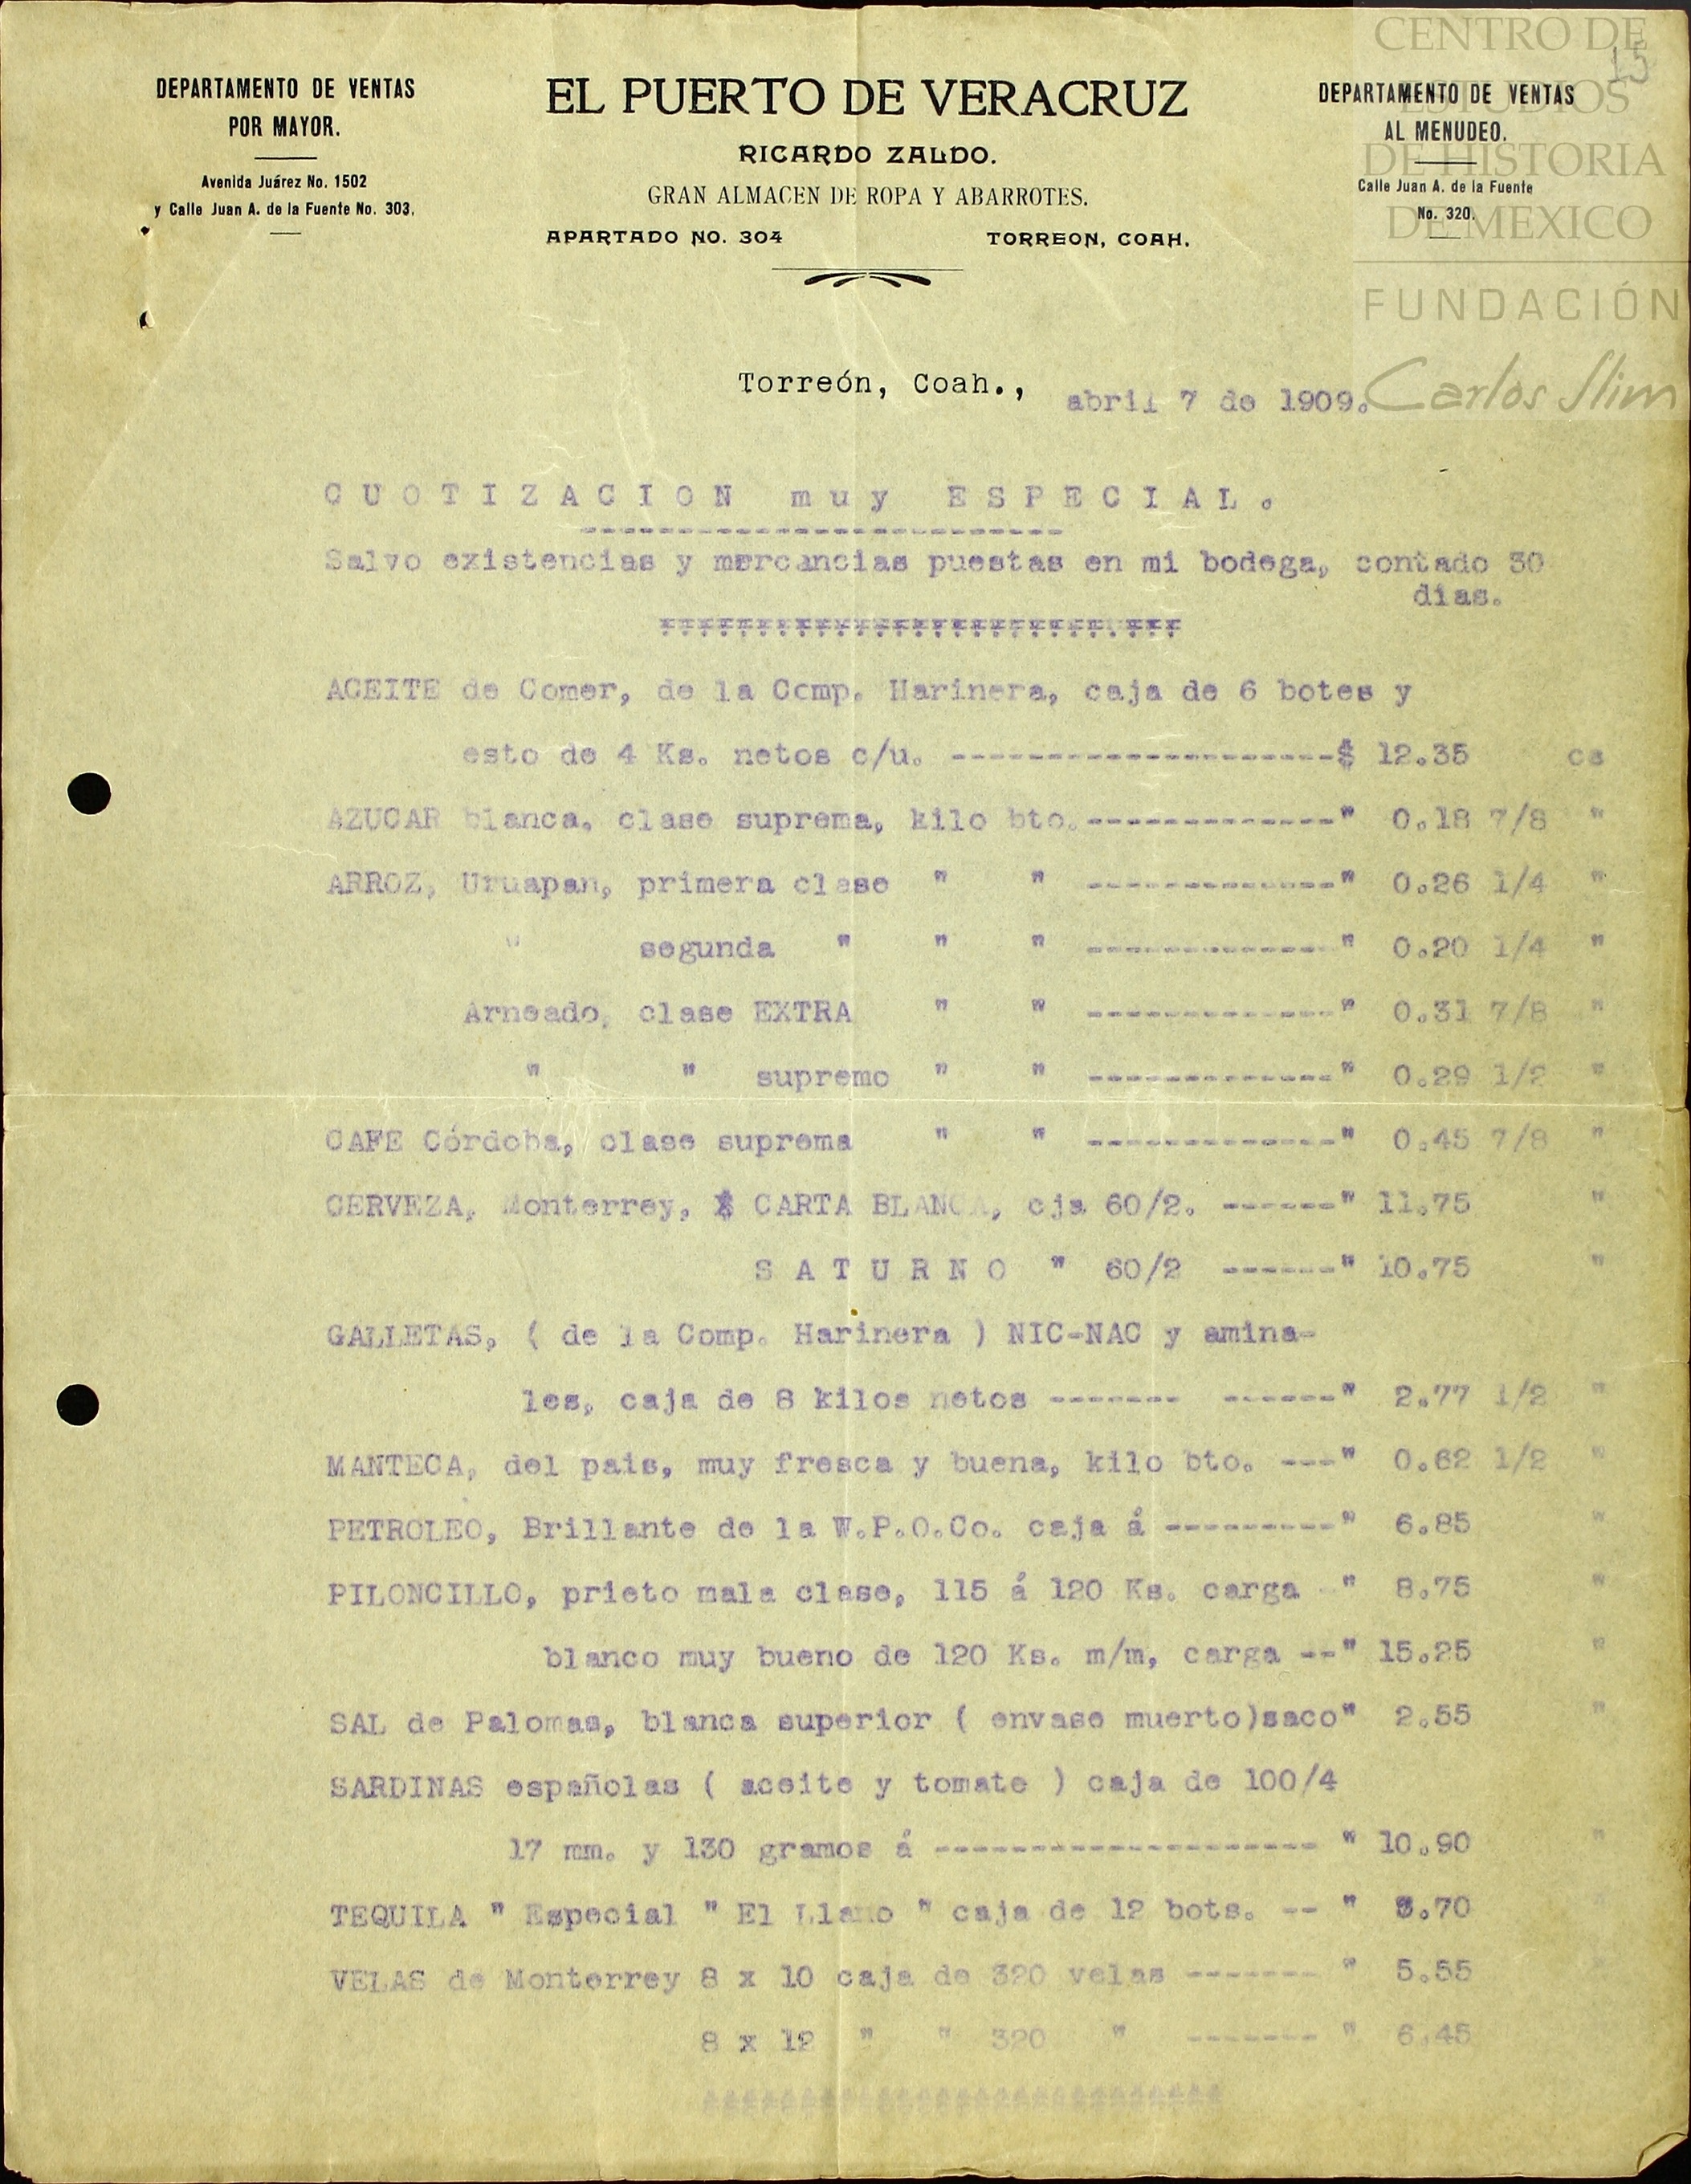 DEPARTAMENTO DE VENTAS
POR MAYOR.
Avenida Juárez No. 1502
y Calle Juan A. de la Fuente No. 303.
EL PUERTO DE VERACRUZ
RICARDO ZALDO.
GRAN ALMACEN DE ROPA Y ABARROTES.
APARTADO NO. 304 TORREON, COAH.
DEPARTAMENTO DE VENTAS
AL MENUDEO.
Calle Juan A. de la Fuente
No. 320.
CENTRO DE
ESTUDIOS
DE HISTORIA
DE MEXICO
FUNDACIÓN
Carlos Slim
15
Torreón, Coah., abril 7 de 1909.
C U O T I Z A C I O N m u y E S P E C I A L .
Salvo existencias y mercancias puestas en mi bodega, contado 30
dias.
ACEITE de Comer, de la Comp. Harinera, caja de 6 botes y
esto de 4 Ks. netos c/u. --------------------$ 12.35 ca
AZUCAR blanca, clase suprema, kilo bto.-------------" 0.18 7/8 "
ARROZ, Uruapan, primera clase " " -------------" 0.26 1/4 "
" segunda " " " -------------" 0.20 1/4 "
Arneado, clase EXTRA " " -------------" 0.31 7/8 "
" " supremo " " -------------" 0.29 1/2 "
CAFE Córdoba, clase suprema " " -------------" 0.45 7/8 "
CERVEZA, Monterrey, CARTA BLANCA, cja 60/2. ------" 11.75 "
S A T U R N O " 60/2 ------" 10.75 "
GALLETAS, ( de la Comp. Harinera ) NIC-NAC y amina-
les, caja de 8 kilos netos ------- ------" 2.77 1/2 "
MANTECA, del pais, muy fresca y buena, kilo bto. ---" 0.62 1/2 "
PETROLEO, Brillante de la W.P.O.Co. caja á ---------" 6.85 "
PILONCILLO, prieto mala clase, 115 á 120 Ks. carga -" 8.75 "
blanco muy bueno de 120 Ks. m/m, carga --" 15.25 "
SAL de Palomas, blanca superior ( envase muerto)saco" 2.55 "
SARDINAS españolas ( aceite y tomate ) caja de 100/4
17 mm. y 130 gramos á -------------------- " 10.90 "
TEQUILA " Especial " El Llano " caja de 12 bots. -- " .70 "
VELAS de Monterrey 8 x 10 caja de 320 velas ------- " 5.55
8 x 12 " " 320 " ------- " 6.45